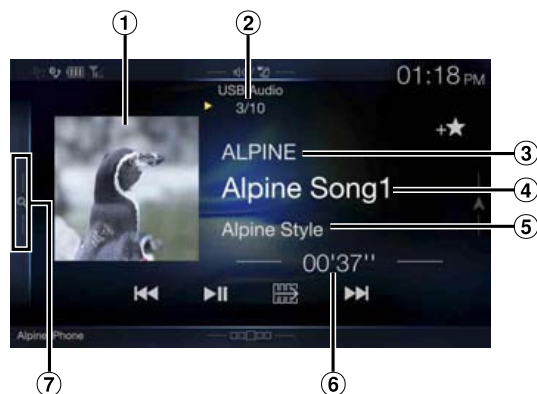 1
2
01:18 PM
USB Audio
3/10
+★
ALPINE
3
Alpine Song1
4
Alpine Style
5
00'37''
Alpine Phone
7
6